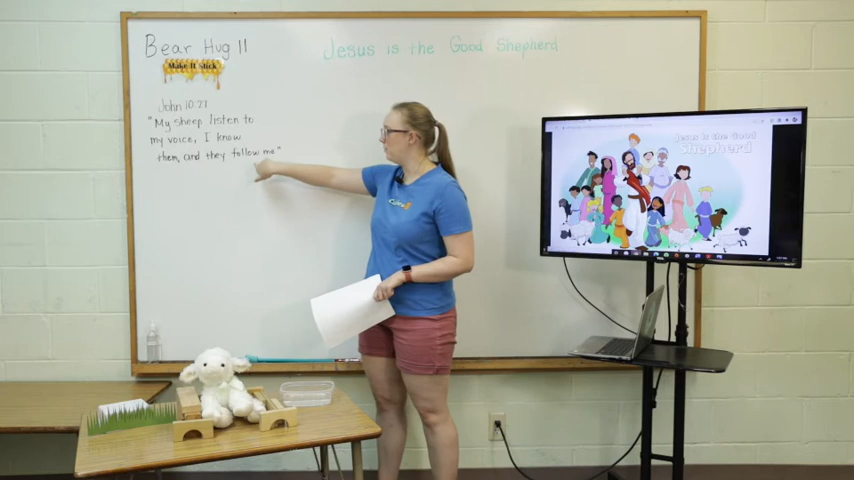 Bear Hug 11
Jesus is the Good Shepherd
Make It Stick
John 10:27
"My sheep listen to
my voice, I know
them, and they follow me"
Jesus is the Good
Shepherd